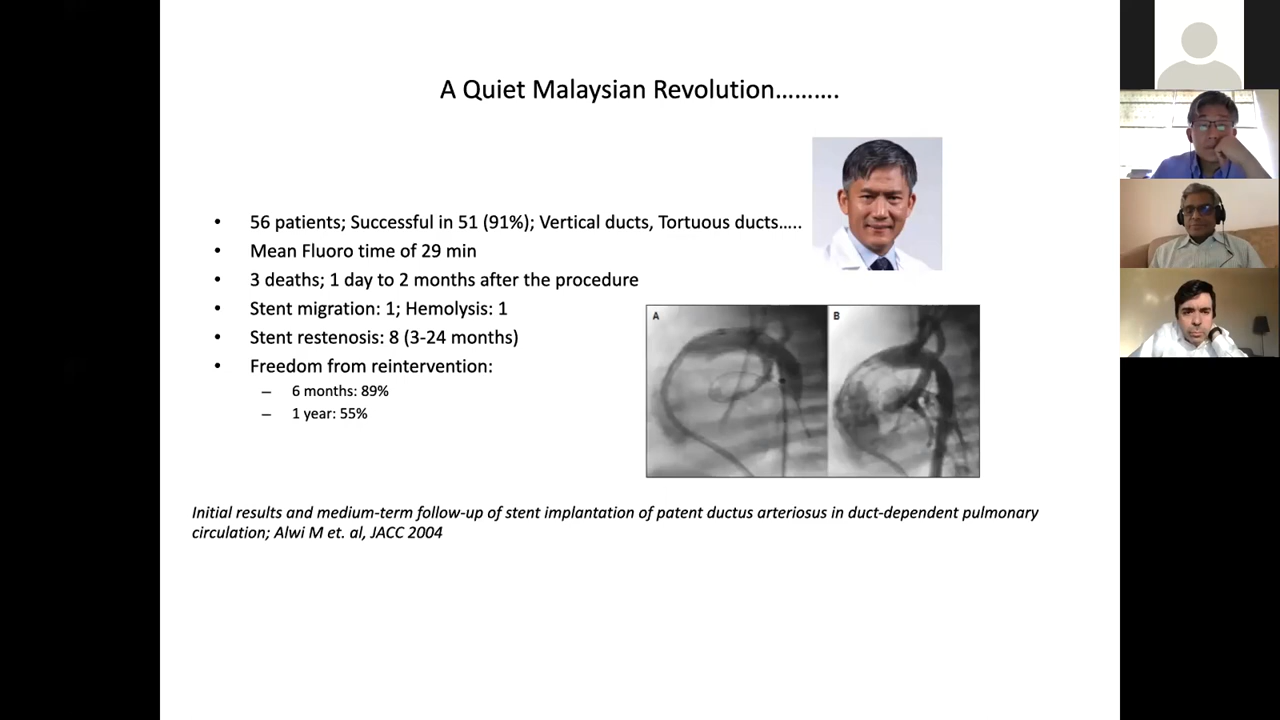 A Quiet Malaysian Revolution……….
• 56 patients; Successful in 51 (91%); Vertical ducts, Tortuous ducts…..
• Mean Fluoro time of 29 min
• 3 deaths; 1 day to 2 months after the procedure
• Stent migration: 1; Hemolysis: 1
• Stent restenosis: 8 (3-24 months)
• Freedom from reintervention:
– 6 months: 89%
– 1 year: 55%
A
B
Initial results and medium-term follow-up of stent implantation of patent ductus arteriosus in duct-dependent pulmonary
circulation; Alwi M et. al, JACC 2004